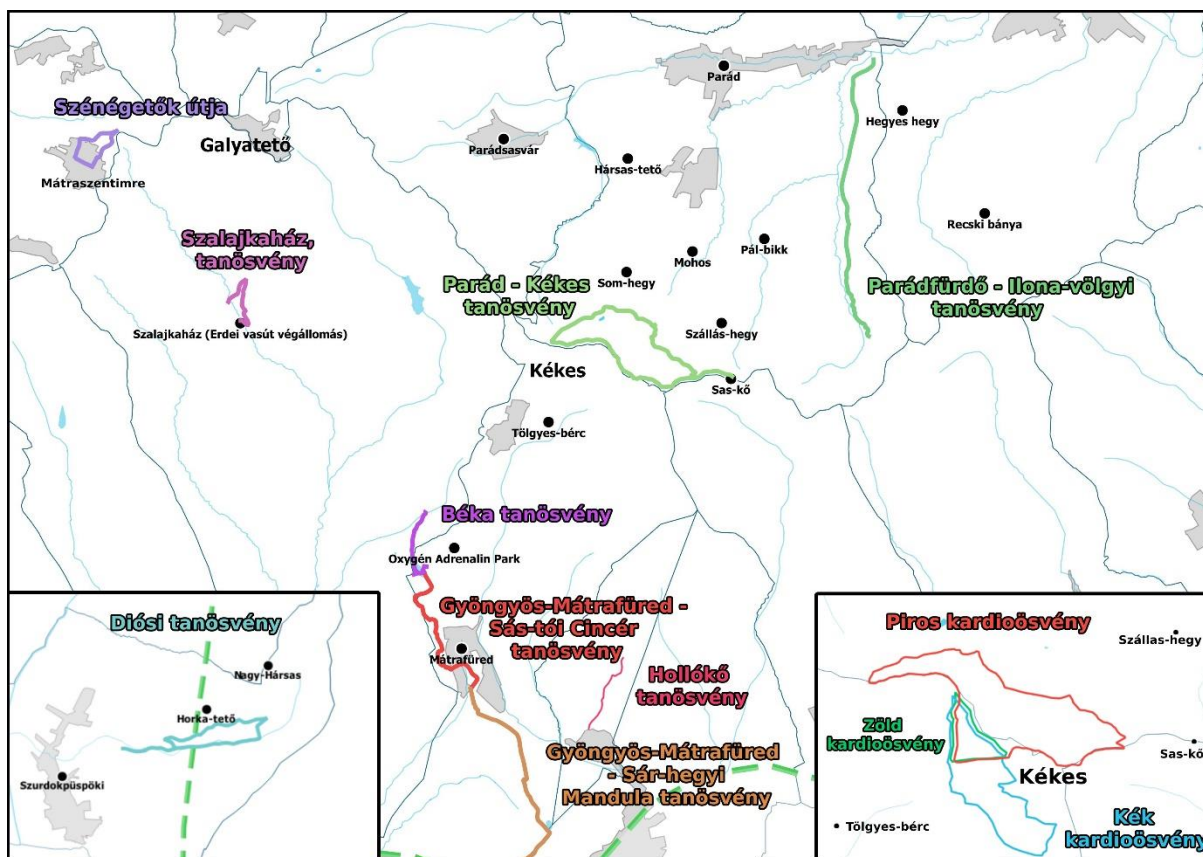 Parád
Szénégetők útja
Hegyes hegy
Galyatető
Parádsasvár
Hársas-tető
Mátraszentimre
Recski bánya
Szalajkaház,
tanösvény
Pál-bikk
Mohos
Som-hegy
Parád - Kékes
tanösvény
Parádfürdő - Ilona-völgyi
tanösvény
Szalajkaház (Erdei vasút végállomás)
Szállás-hegy
Kékes
Sas-kő
Tölgyes-bérc
Béka tanösvény
Oxygén Adrenalin Park
Gyöngyös-Mátrafüred -
Sás-tói Cincér
tanösvény
Mátrafüred
Hollókő
tanösvény
Gyöngyös-Mátrafüred
- Sár-hegyi
Mandula tanösvény
Diósi tanösvény
Nagy-Hársas
Horka-tető
Szurdokpüspöki
Piros kardioösvény
Szállas-hegy
Zöld
kardioösvény
Sas-kő
Kékes
Kék
kardioösvény
Tölgyes-bérc